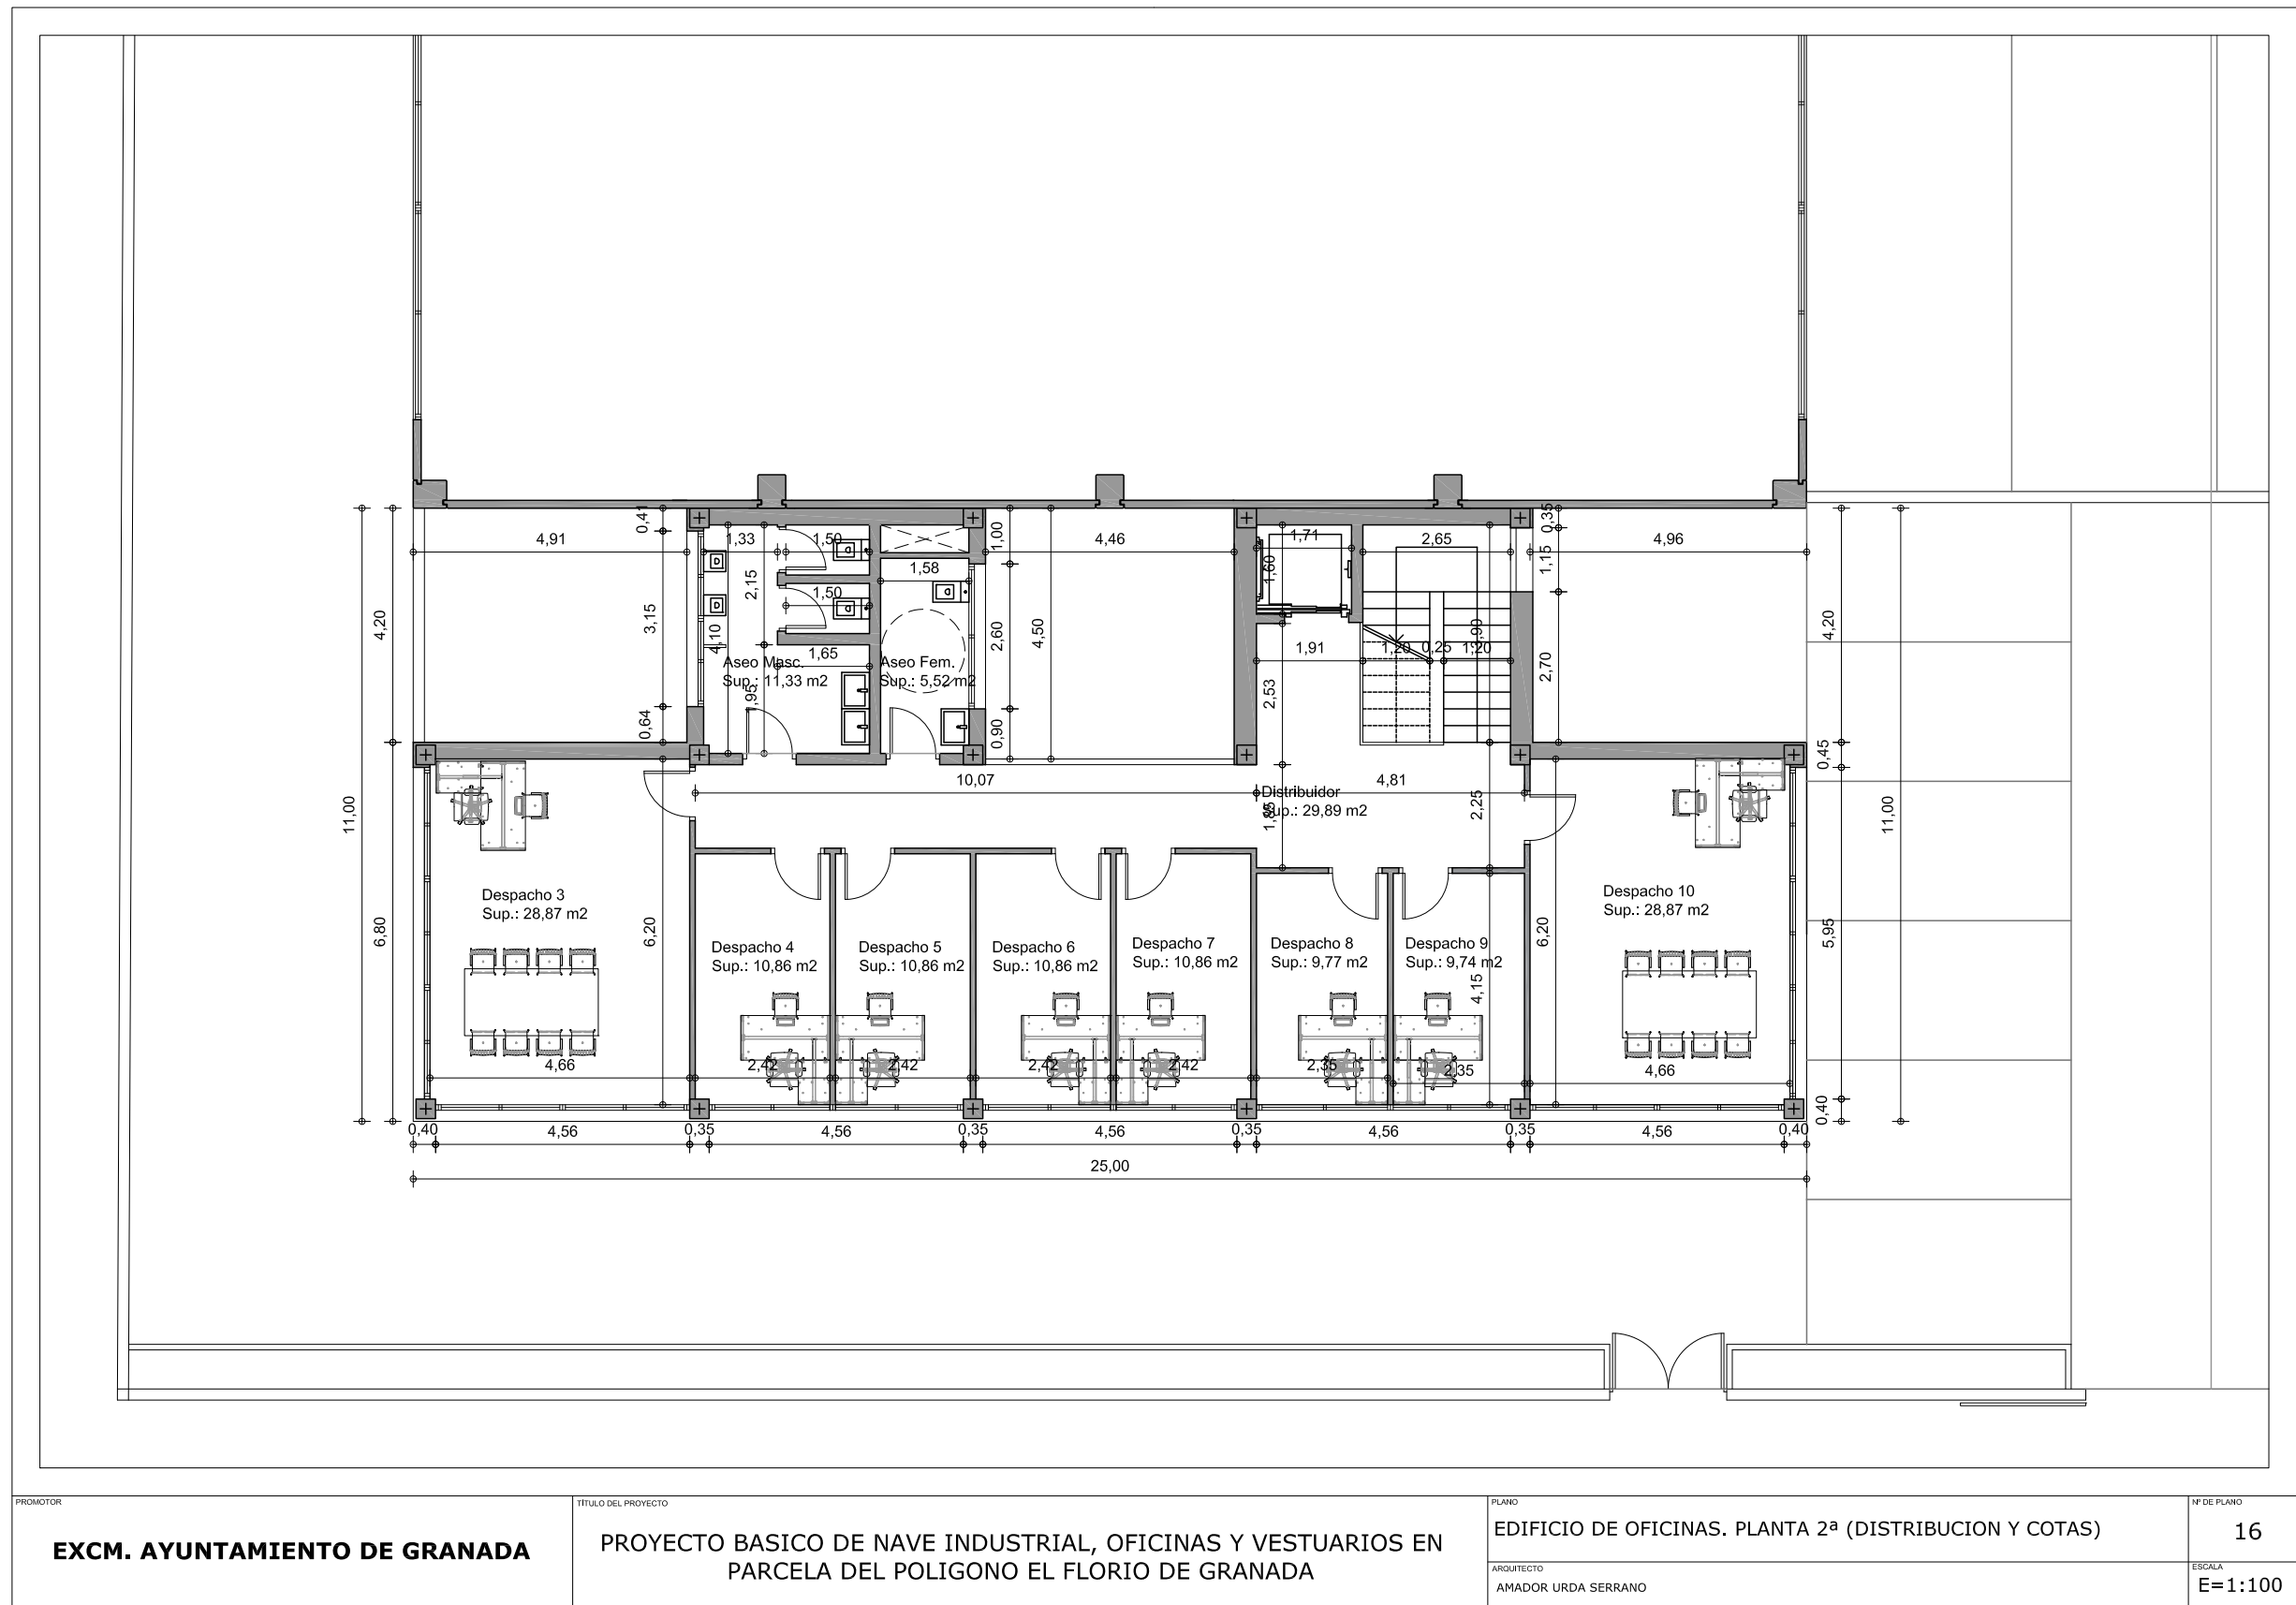 0,41
4,91
1,33
1,50
1,00
4,46
1,71
2,65
0,35
4,96
1,15
1,60
1,58
2,15
1,50
4,20
3,15
4,10
2,60
4,50
3,90
4,20
1,65
1,91
1,20
0,25
1,20
2,70
Aseo Masc.
Sup.: 11,33 m2
Aseo Fem.
Sup.: 5,52 m2
1,95
2,53
0,64
0,90
0,45
10,07
4,81
Distribuidor
Sup.: 29,89 m2
1,85
2,25
11,00
11,00
Despacho 3
Sup.: 28,87 m2
Despacho 10
Sup.: 28,87 m2
6,80
6,20
6,20
5,95
Despacho 4
Sup.: 10,86 m2
Despacho 5
Sup.: 10,86 m2
Despacho 6
Sup.: 10,86 m2
Despacho 7
Sup.: 10,86 m2
Despacho 8
Sup.: 9,77 m2
Despacho 9
Sup.: 9,74 m2
4,15
4,66
2,42
2,42
2,42
2,42
2,35
2,35
4,66
0,40
0,40
4,56
0,35
4,56
0,35
4,56
0,35
4,56
0,35
4,56
0,40
25,00
PROMOTOR
EXCM. AYUNTAMIENTO DE GRANADA
TÍTULO DEL PROYECTO
PROYECTO BASICO DE NAVE INDUSTRIAL, OFICINAS Y VESTUARIOS EN
PARCELA DEL POLIGONO EL FLORIO DE GRANADA
PLANO
EDIFICIO DE OFICINAS. PLANTA 2ª (DISTRIBUCION Y COTAS)
ARQUITECTO
AMADOR URDA SERRANO
Nº DE PLANO
16
ESCALA
E=1:100